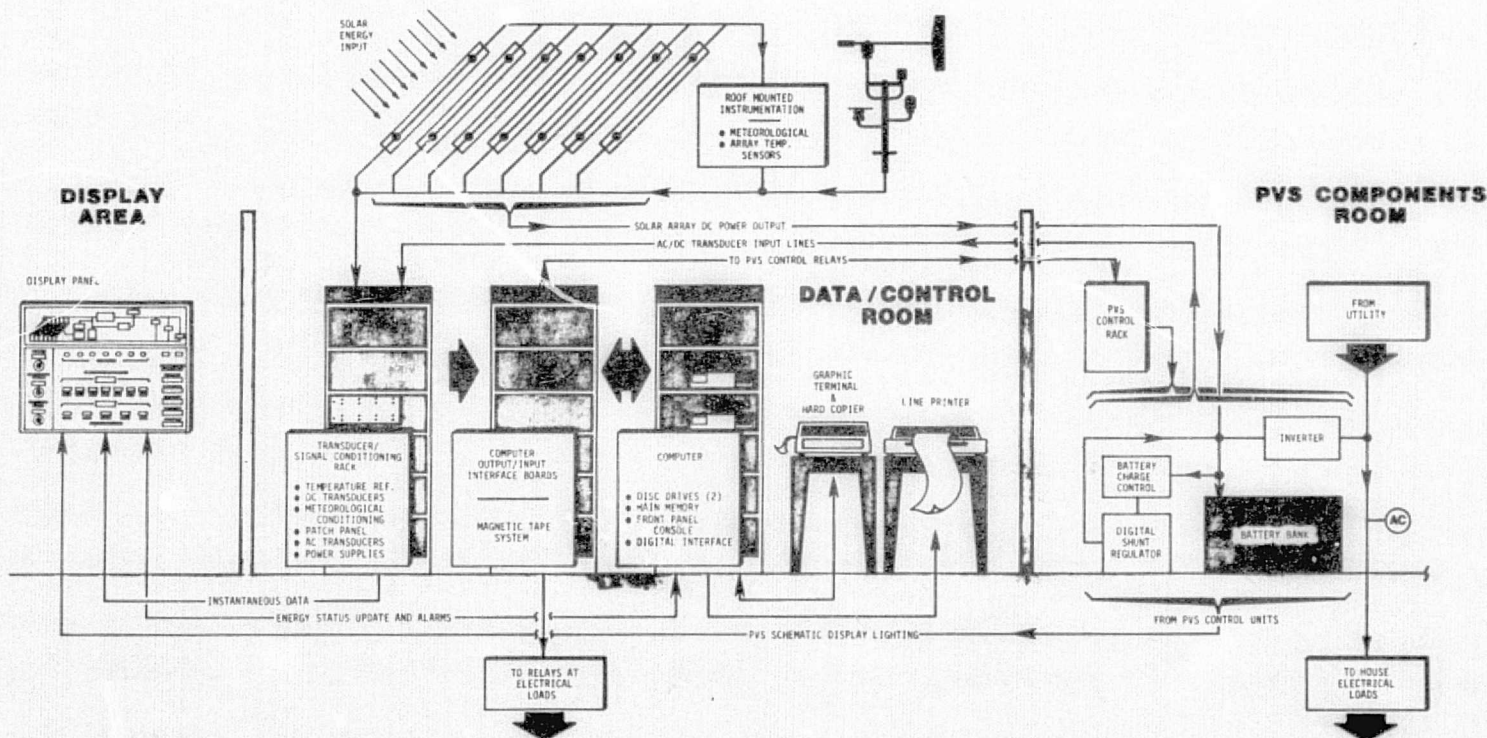 SOLAR
ENERGY
INPUT
ROOF MOUNTED
INSTRUMENTATION
● METEOROLOGICAL
● ARRAY TEMP.
SENSORS
DISPLAY
AREA
PVS COMPONENTS
ROOM
SOLAR ARRAY DC POWER OUTPUT
AC/DC TRANSDUCER INPUT LINES
TO PVS CONTROL RELAYS
DISPLAY PANEL
DATA/CONTROL
ROOM
PVS
CONTROL
RACK
FROM
UTILITY
GRAPHIC
TERMINAL
&
HARD COPIER
LINE PRINTER
TRANSDUCER/
SIGNAL CONDITIONING
RACK
● TEMPERATURE REF.
● DC TRANSDUCERS
● METEOROLOGICAL
CONDITIONING
● PATCH PANEL
● AC TRANSDUCERS
● POWER SUPPLIES
COMPUTER
OUTPUT/INPUT
INTERFACE BOARDS
MAGNETIC TAPE
SYSTEM
COMPUTER
● DISC DRIVES (2)
● MAIN MEMORY
● FRONT PANEL
CONSOLE
● DIGITAL INTERFACE
INVERTER
BATTERY
CHARGE
CONTROL
DIGITAL
SHUNT
REGULATOR
BATTERY BANK
AC
INSTANTANEOUS DATA
ENERGY STATUS UPDATE AND ALARMS
FROM PVS CONTROL UNITS
PVS SCHEMATIC DISPLAY LIGHTING
TO RELAYS AT
ELECTRICAL
LOADS
TO HOUSE
ELECTRICAL
LOADS